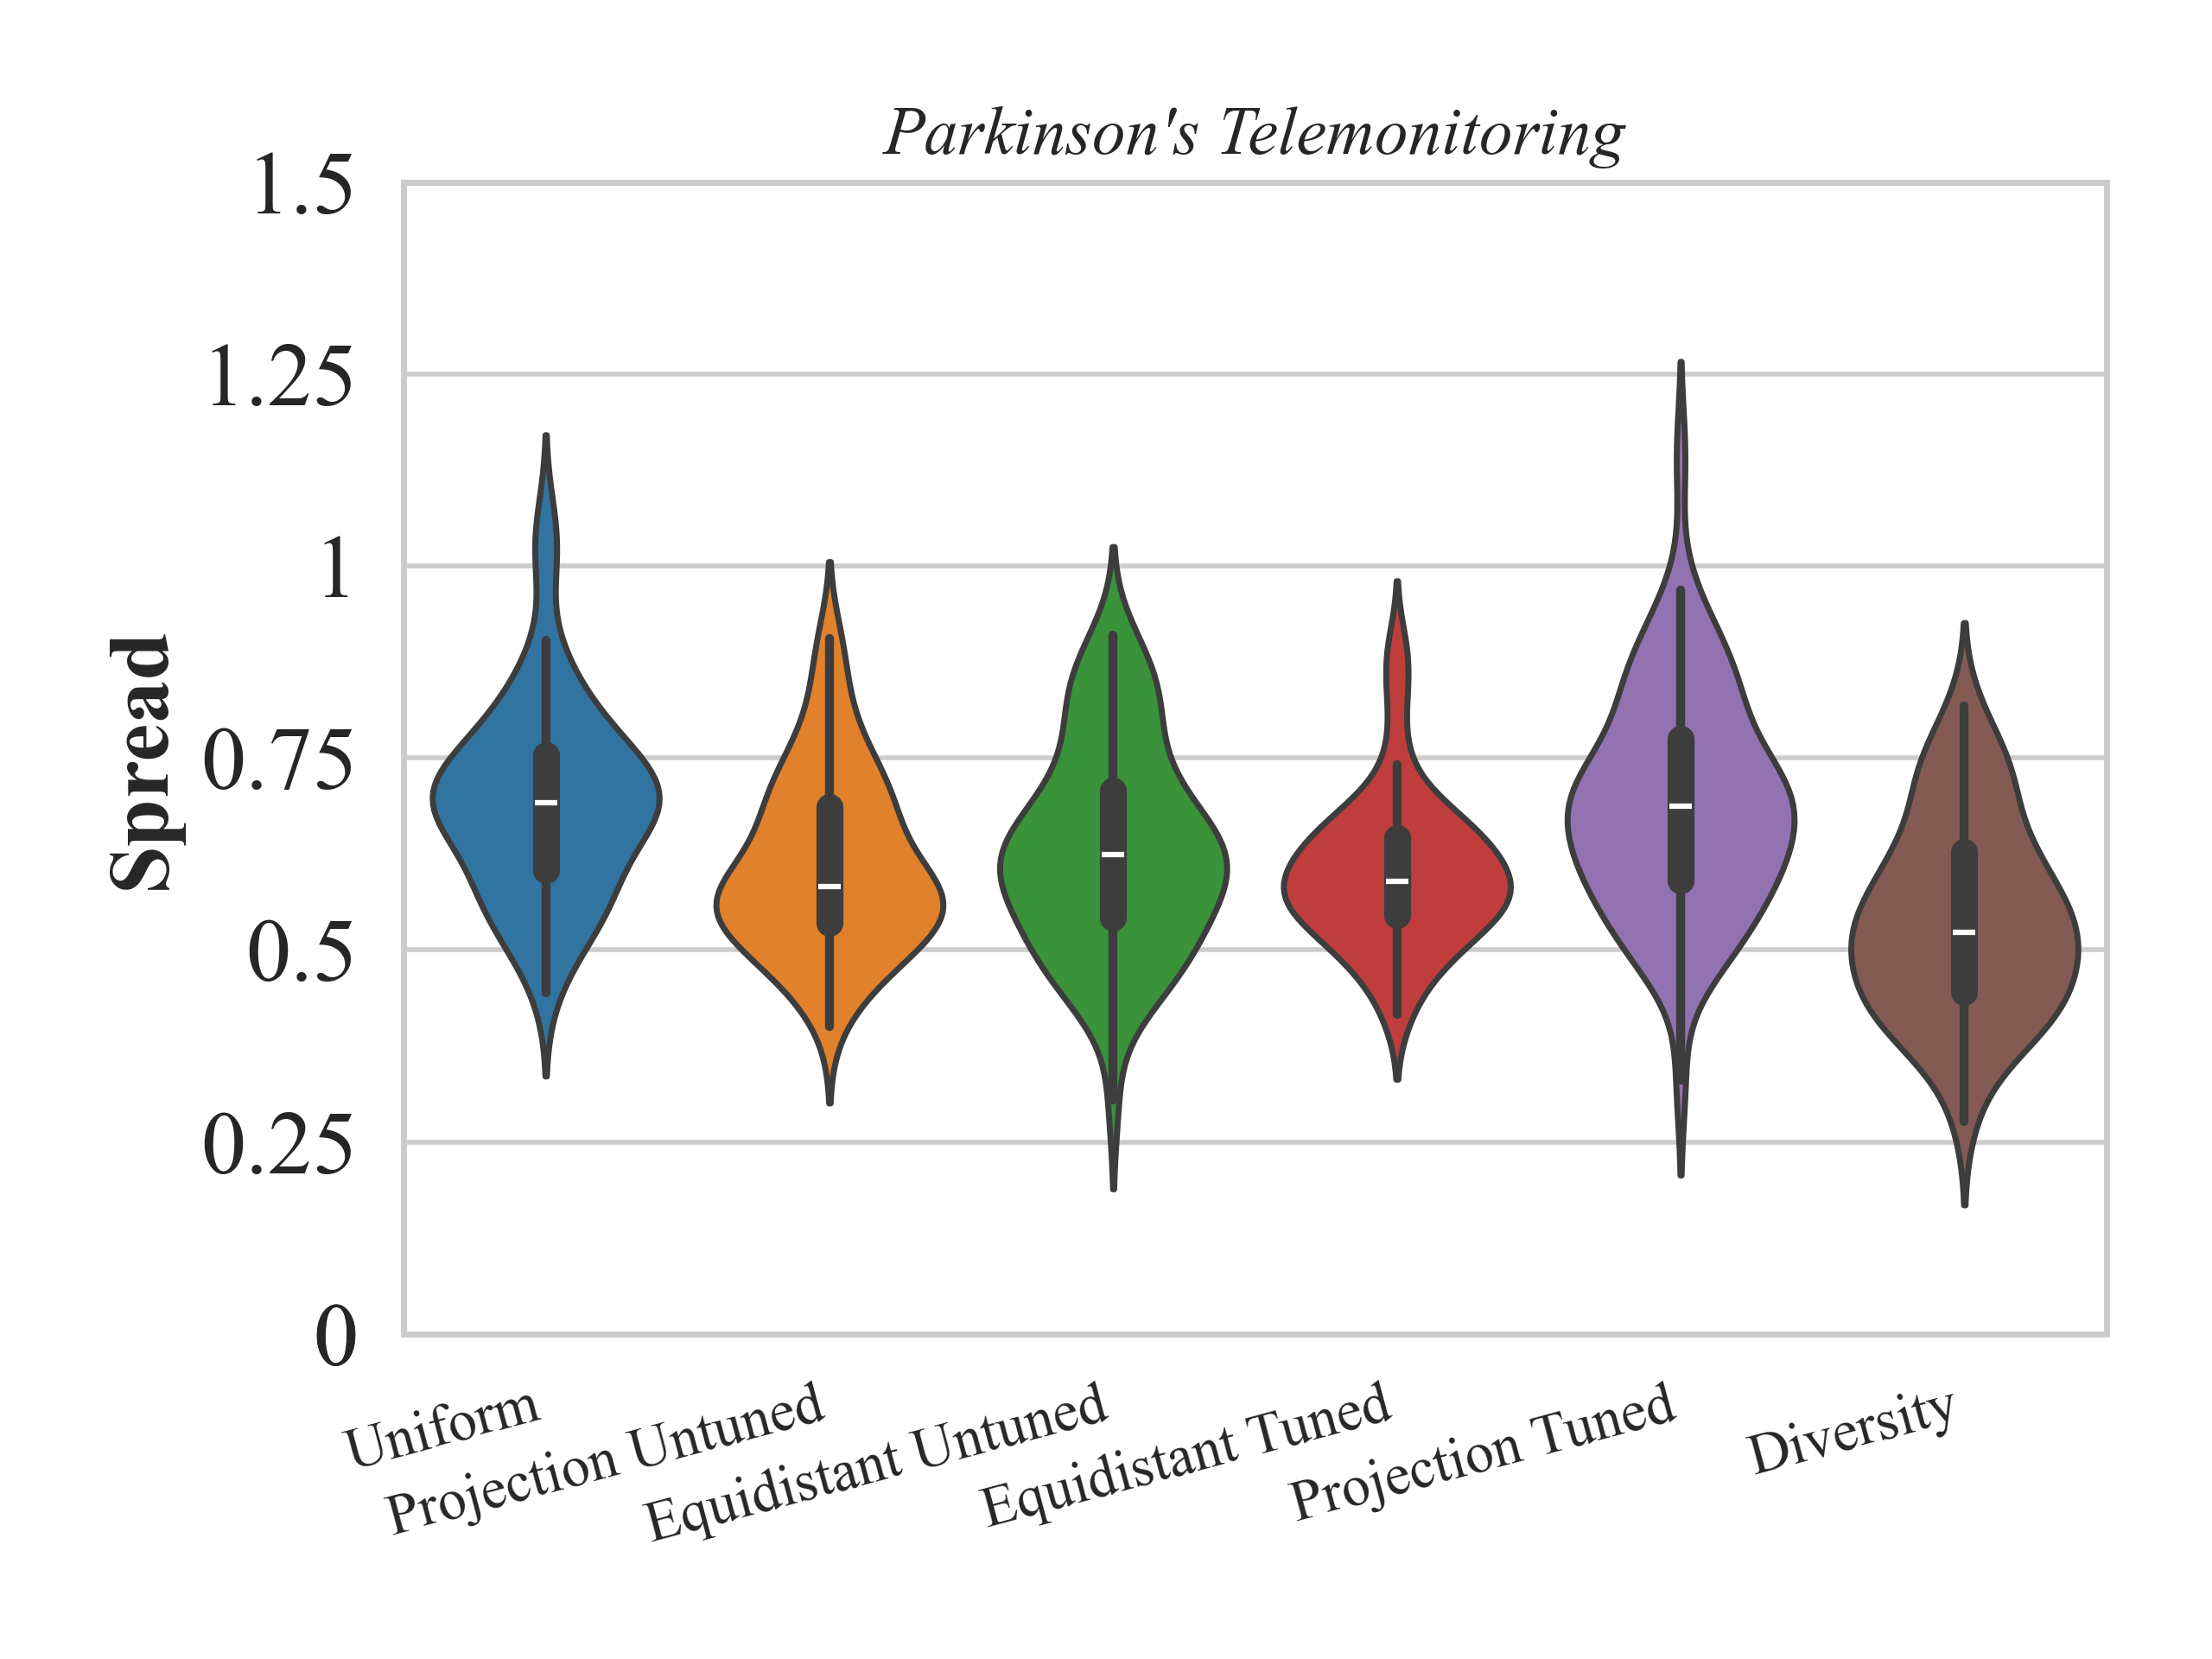 Parkinson's Telemonitoring
Spread
1.5
1.25
1
0.75
0.5
0.25
0
Uniform
Projection Untuned
Equidistant Untuned
Equidistant Tuned
Projection Tuned
Diversity